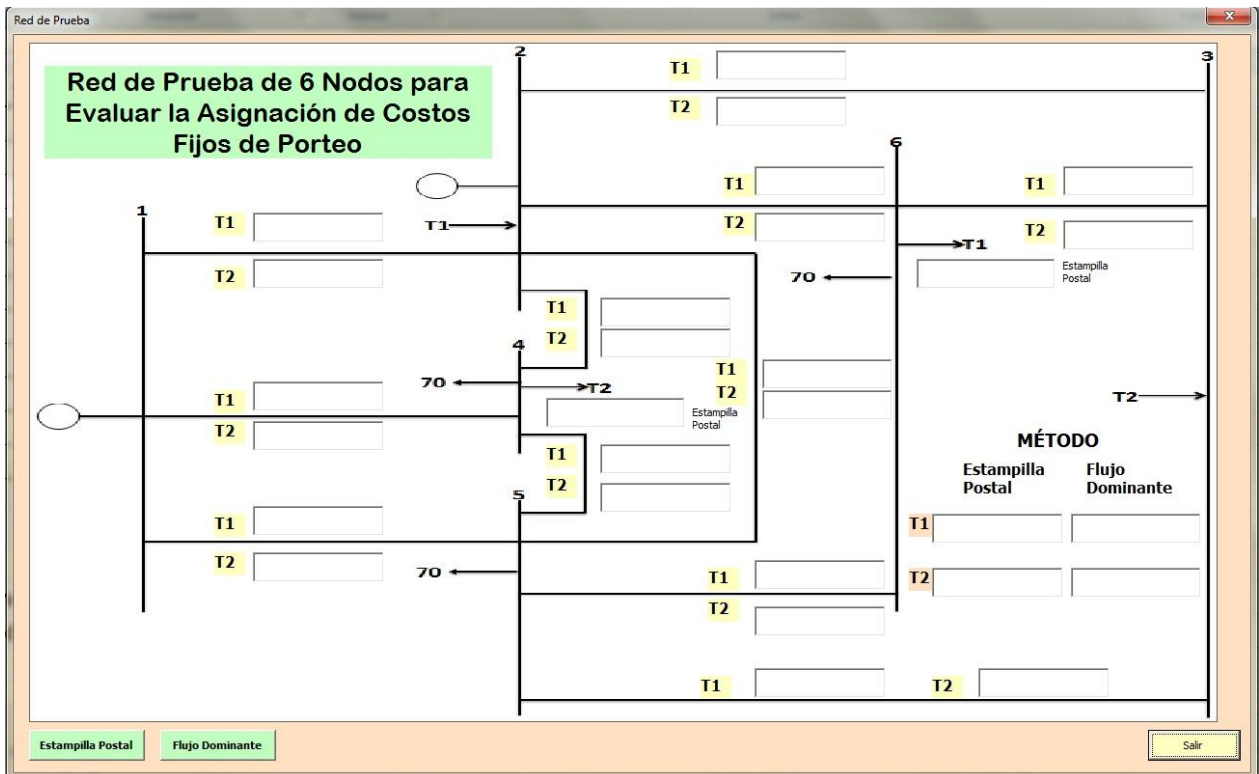 Red de Prueba
Red de Prueba de 6 Nodos para
Evaluar la Asignación de Costos
Fijos de Porteo
2
3
T1
T2
6
T1
T1
1
T1
T1
T2
T2
T1
T2
Estampilla
Postal
70
T1
T2
4
T1
70
T2
T2
T2
T1
Estampilla
Postal
T2
MÉTODO
T1
Estampilla
Postal
Flujo
Dominante
T2
5
T1
T1
T2
70
T1
T2
T2
T1
T2
Estampilla Postal
Flujo Dominante
Salir